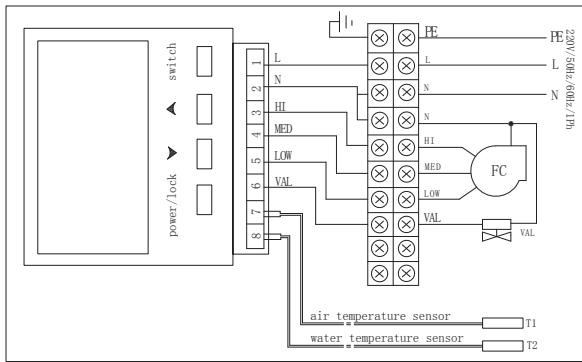 switch
power/lock
1
2
3
4
5
6
7
8
L
N
HI
MED
LOW
VAL
PE
L
N
N
HI
MED
LOW
VAL
FC
VAL
PE
L
N
220V/50Hz/60Hz/1Ph
air temperature sensor
T1
water temperature sensor
T2